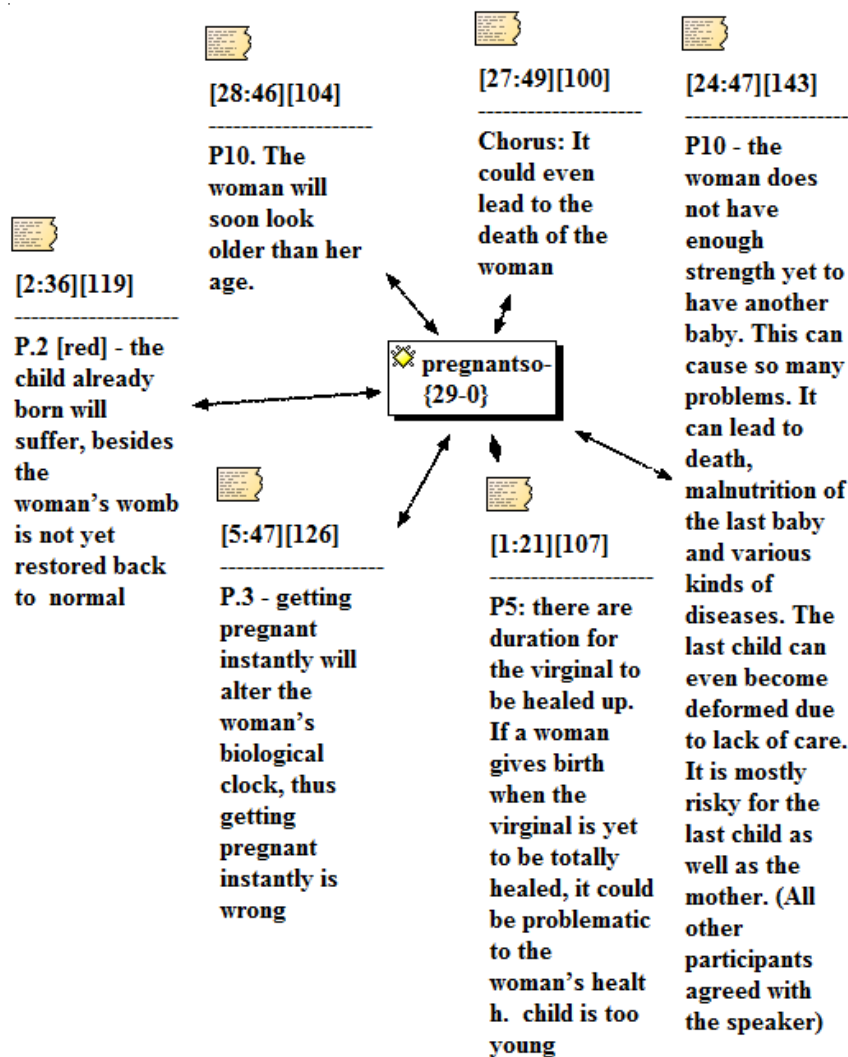 [28:46][104]
--------------------
P10. The
woman will
soon look
older than her
age.
[27:49][100]
--------------------
Chorus: It
could even
lead to the
death of the
woman
[24:47][143]
--------------------
P10 - the
woman does
not have
enough
strength yet to
have another
baby. This can
cause so many
problems. It
can lead to
death,
malnutrition of
the last baby
and various
kinds of
diseases. The
last child can
even become
deformed due
to lack of care.
It is mostly
risky for the
last child as
well as the
mother. (All
other
participants
agreed with
the speaker)
[2:36][119]
--------------------
P.2 [red] - the
child already
born will
suffer, besides
the
woman's womb
is not yet
restored back
to normal
pregnantso-
{29-0}
[5:47][126]
--------------------
P.3 - getting
pregnant
instantly will
alter the
woman's
biological
clock, thus
getting
pregnant
instantly is
wrong
[1:21][107]
--------------------
P5: there are
duration for
the virginal to
be healed up.
If a woman
gives birth
when the
virginal is yet
to be totally
healed, it could
be problematic
to the
woman's healt
h. child is too
young